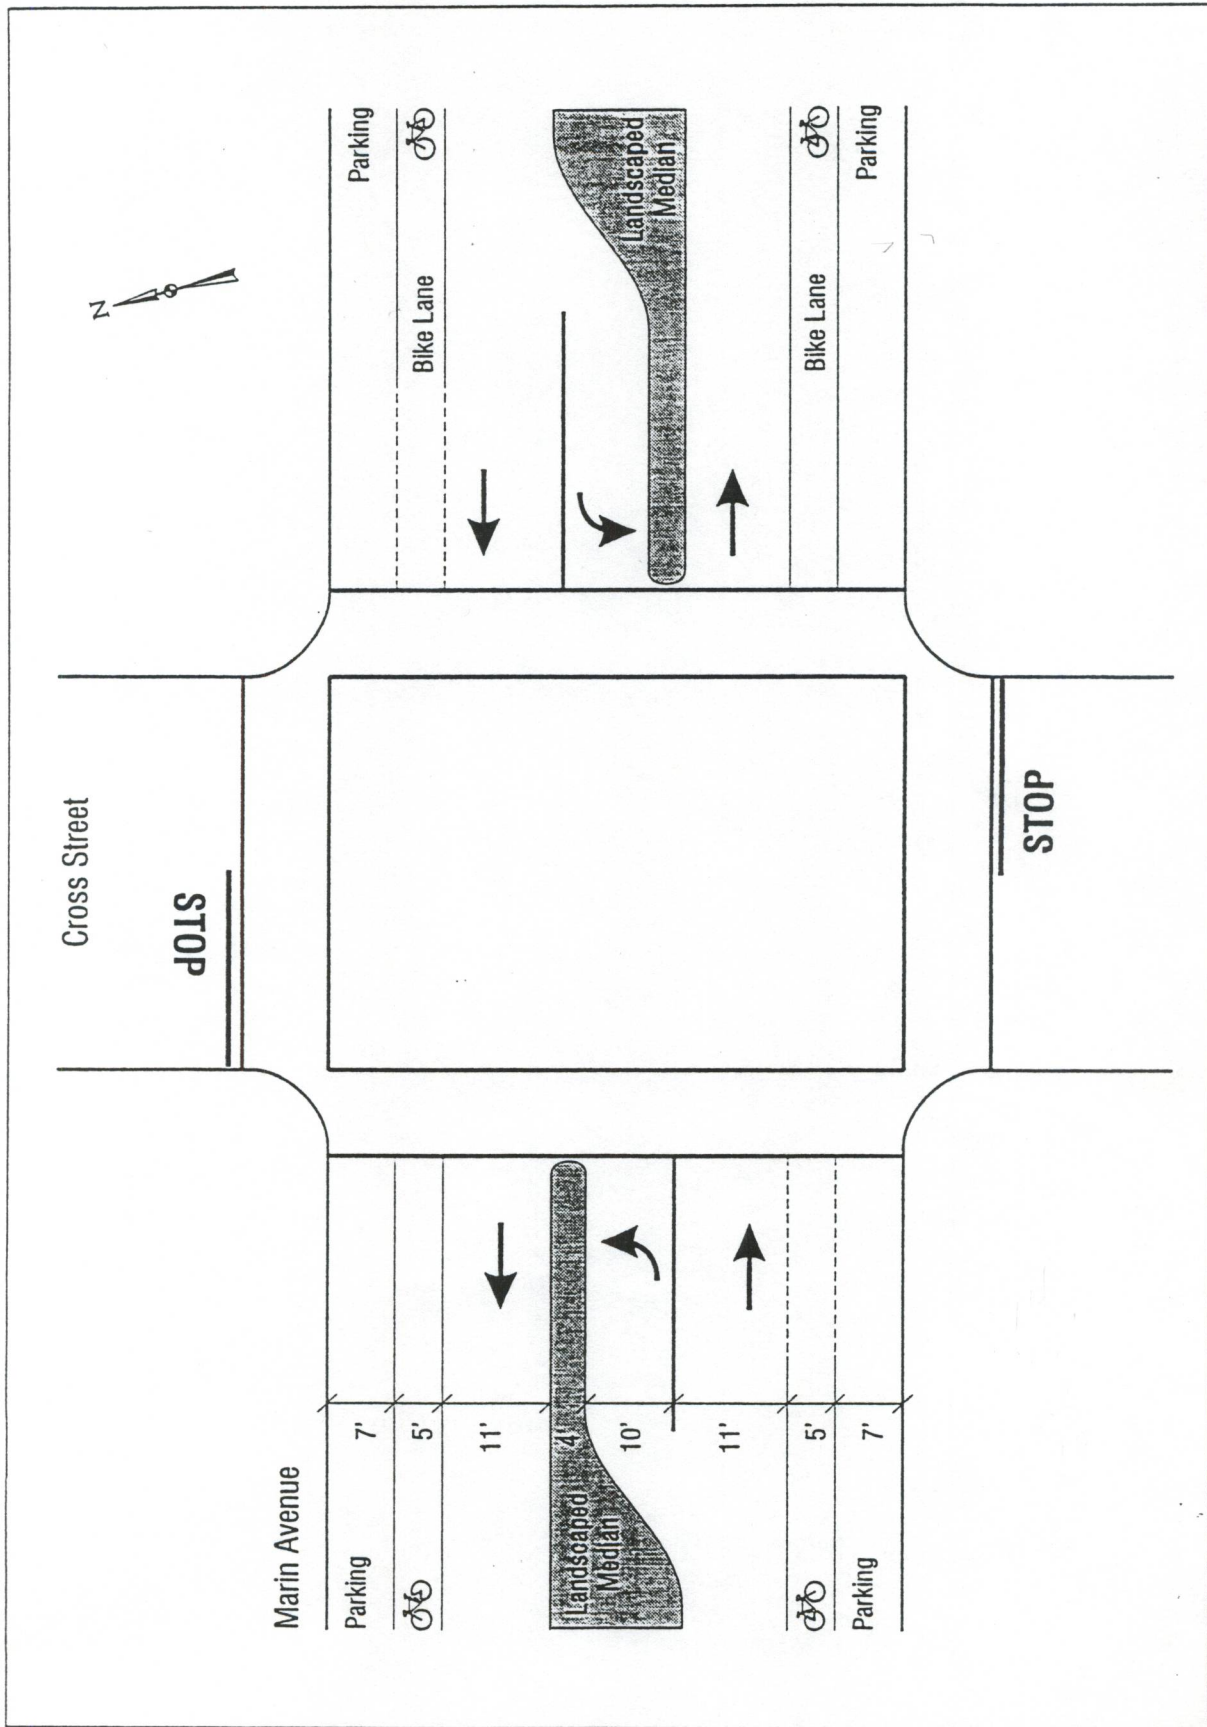 Cross Street
STOP
N
Parking
Bike Lane
Landscaped
Median
Bike Lane
Parking
STOP
Marin Avenue
Parking
7'
5'
11'
4'
10'
11'
5'
7'
Landscaped
Median
Parking